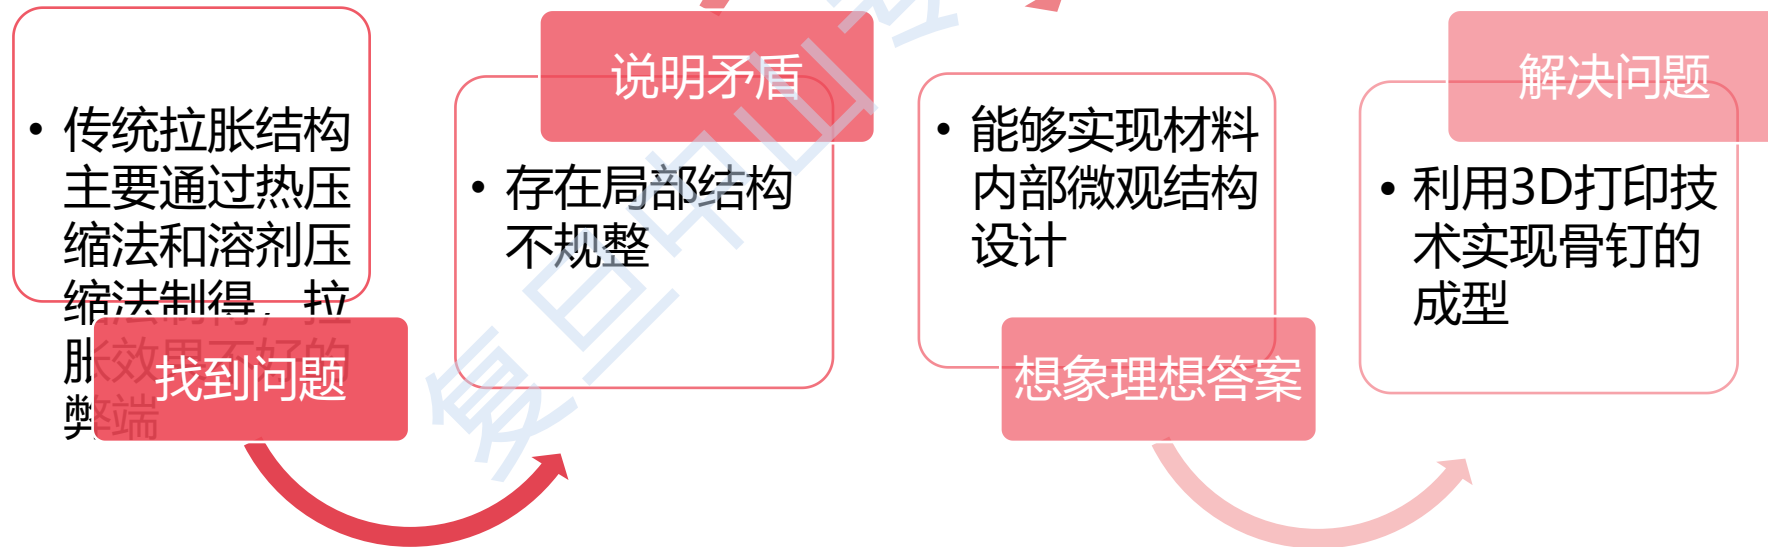 • 传统拉胀结构
主要通过热压
缩法和溶剂压
缩法制得，拉
胀效果不好的
弊端
找到问题
说明矛盾
• 存在局部结构
不规整
• 能够实现材料
内部微观结构
设计
想象理想答案
解决问题
• 利用3D打印技
术实现骨钉的
成型
复旦中山